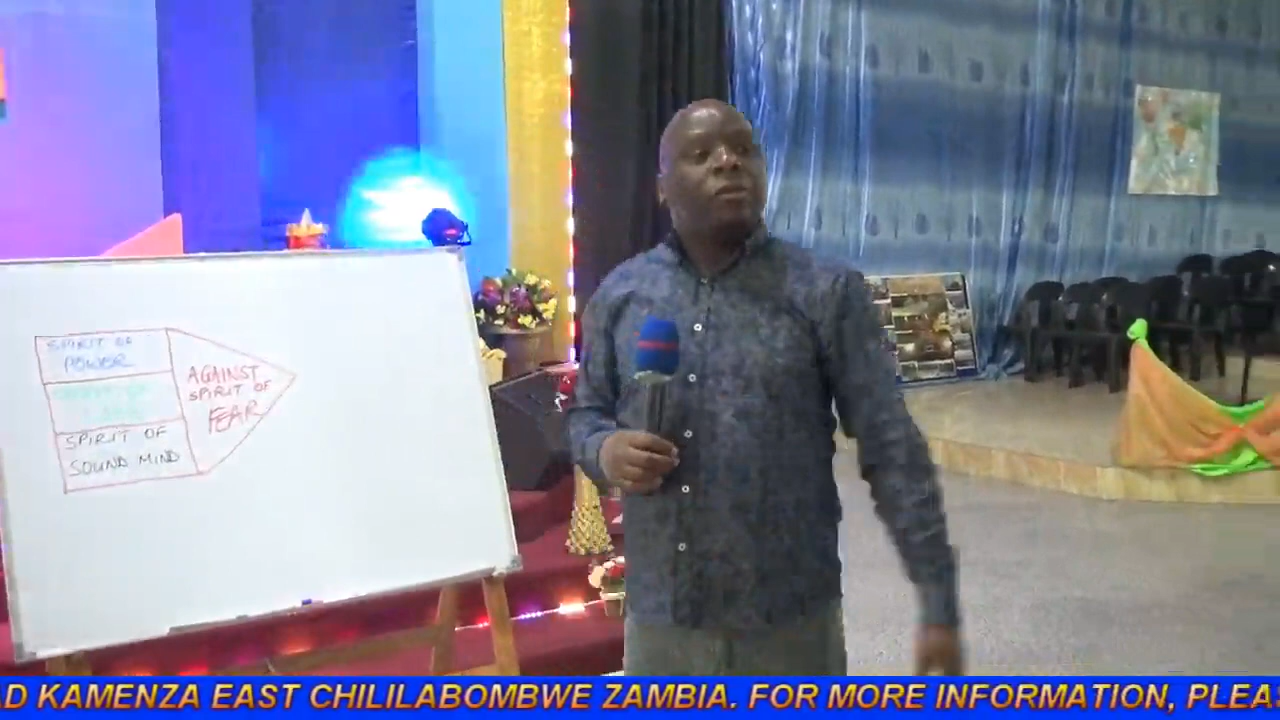 SPIRIT OF
POWER
SPIRIT OF
SOUND MIND
AGAINST
SPIRIT OF
FEAR
AD KAMENZA EAST CHILILABOMBWE ZAMBIA. FOR MORE INFORMATION, PLEA